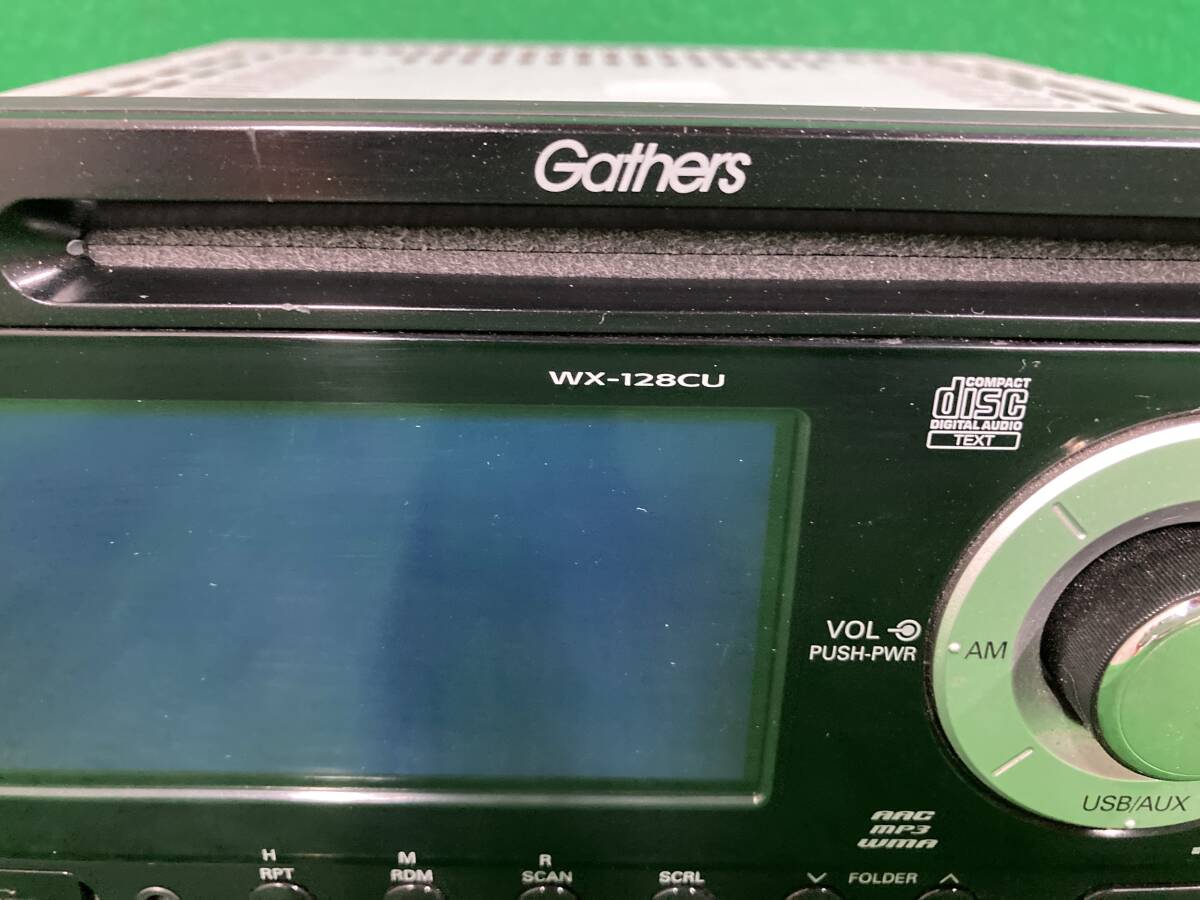 Gathers
WX-128CU
COMPACT
disc
DIGITAL AUDIO
TEXT
VOL
PUSH-PWR
AM
USB/AUX
AAC
MP3
WMA
H
M
R
RPT
RDM
SCAN
SCRL
FOLDER